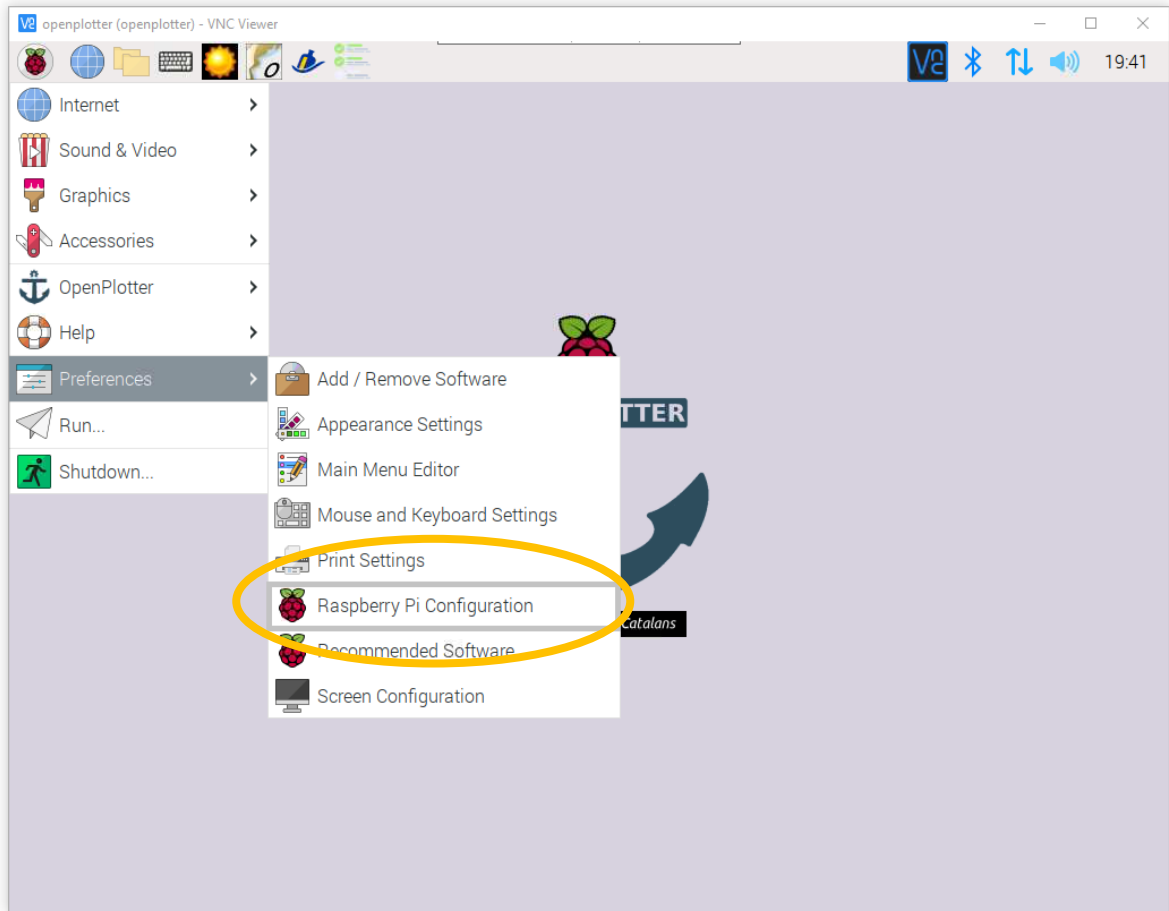 openplotter (openplotter) - VNC Viewer
19:41
Internet
Sound & Video
Graphics
Accessories
OpenPlotter
Help
Preferences
Run...
Shutdown...
Add / Remove Software
Appearance Settings
Main Menu Editor
Mouse and Keyboard Settings
Print Settings
Raspberry Pi Configuration
Recommended Software
Screen Configuration
TTER
Catalans